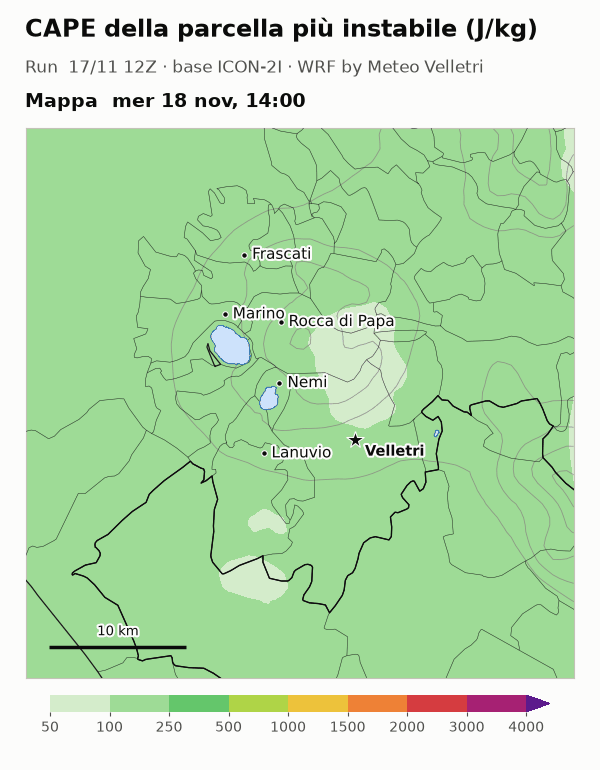 CAPE della parcella più instabile (J/kg)
Run  17/11 12Z · base ICON-2I · WRF by Meteo Velletri
Mappa  mer 18 nov, 14:00
Frascati
Marino
Rocca di Papa
Nemi
Velletri
Lanuvio
10 km
50 100 250 500 1000 1500 2000 3000 4000